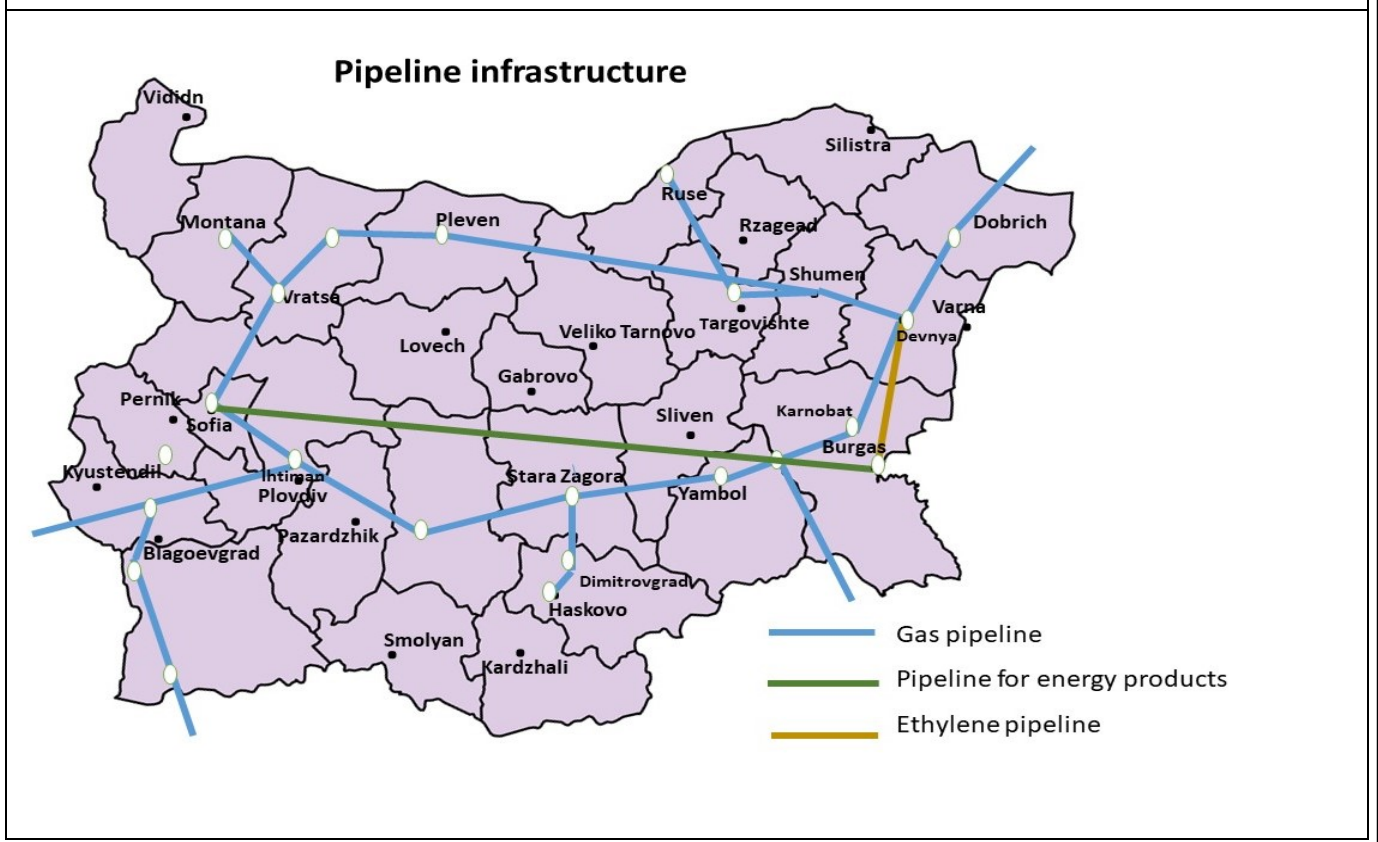 Pipeline infrastructure
Vididn
Silistra
Ruse
Montana
Pleven
Rzagead
Dobrich
Shumen
Vratsa
Varna
Targovishte
Devnya
Veliko Tarnovo
Lovech
Gabrovo
Pernik
Sofia
Sliven
Karnobat
Burgas
Kyustendil
Ihtiman
Plovdiv
Stara Zagora
Yambol
Pazardzhik
Blagoevgrad
Dimitrovgrad
Haskovo
Smolyan
Kardzhali
Gas pipeline
Pipeline for energy products
Ethylene pipeline